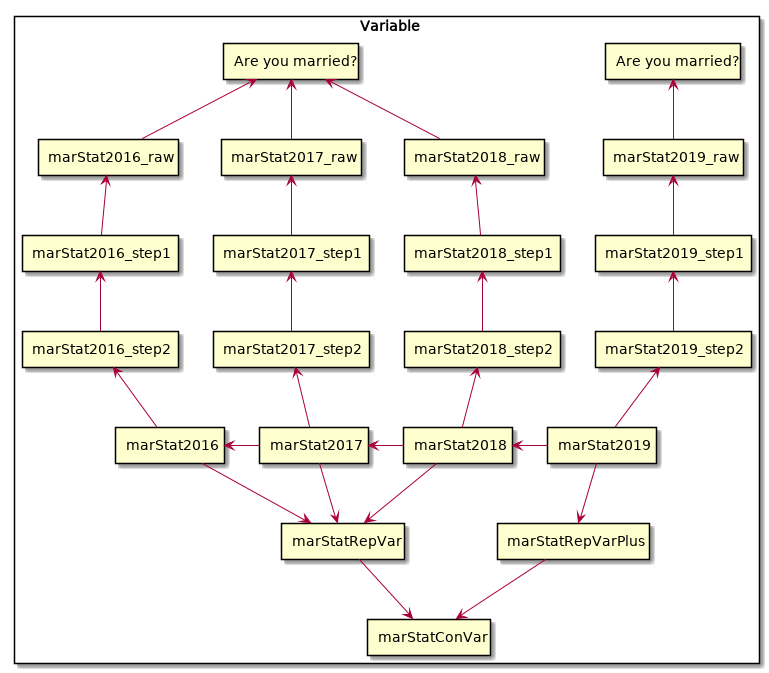 Variable
Are you married?
Are you married?
marStat2016_raw
marStat2017_raw
marStat2018_raw
marStat2019_raw
marStat2016_step1
marStat2017_step1
marStat2018_step1
marStat2019_step1
marStat2016_step2
marStat2017_step2
marStat2018_step2
marStat2019_step2
marStat2016
marStat2017
marStat2018
marStat2019
marStatRepVar
marStatRepVarPlus
marStatConVar